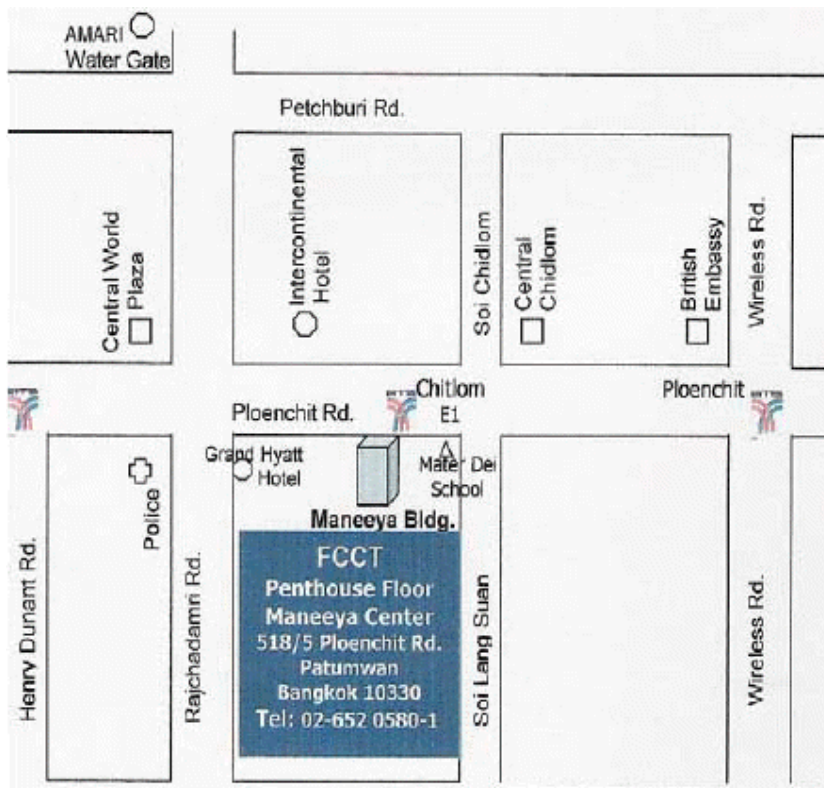 AMARI
Water Gate
Petchburi Rd.
Central World
Plaza
Intercontinental
Hotel
Soi Chidlom
Central
Chidlom
British
Embassy
Wireless Rd.
Ploenchit Rd.
Chitlom
E1
Ploenchit
Grand Hyatt
Hotel
Mater Dei
School
Police
Maneeya Bldg.
Henry Dunant Rd.
Rajchadamri Rd.
FCCT
Penthouse Floor
Maneeya Center
518/5 Ploenchit Rd.
Patumwan
Bangkok 10330
Tel: 02-652 0580-1
Soi Lang Suan
Wireless Rd.